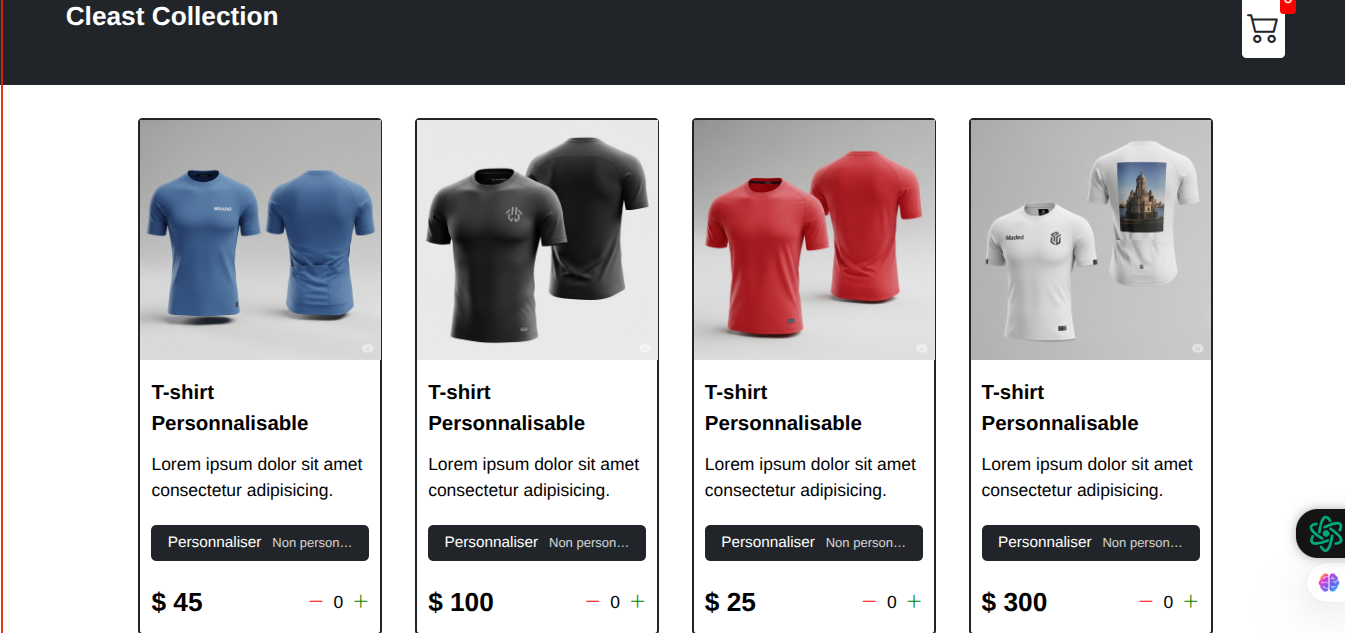 Cleast Collection
T-shirt
Personnalisable
Lorem ipsum dolor sit amet
consectetur adipisicing.
Personnaliser Non person...
$ 45 — 0 +
T-shirt
Personnalisable
Lorem ipsum dolor sit amet
consectetur adipisicing.
Personnaliser Non person...
$ 100 — 0 +
T-shirt
Personnalisable
Lorem ipsum dolor sit amet
consectetur adipisicing.
Personnaliser Non person...
$ 25 — 0 +
T-shirt
Personnalisable
Lorem ipsum dolor sit amet
consectetur adipisicing.
Personnaliser Non person...
$ 300 — 0 +